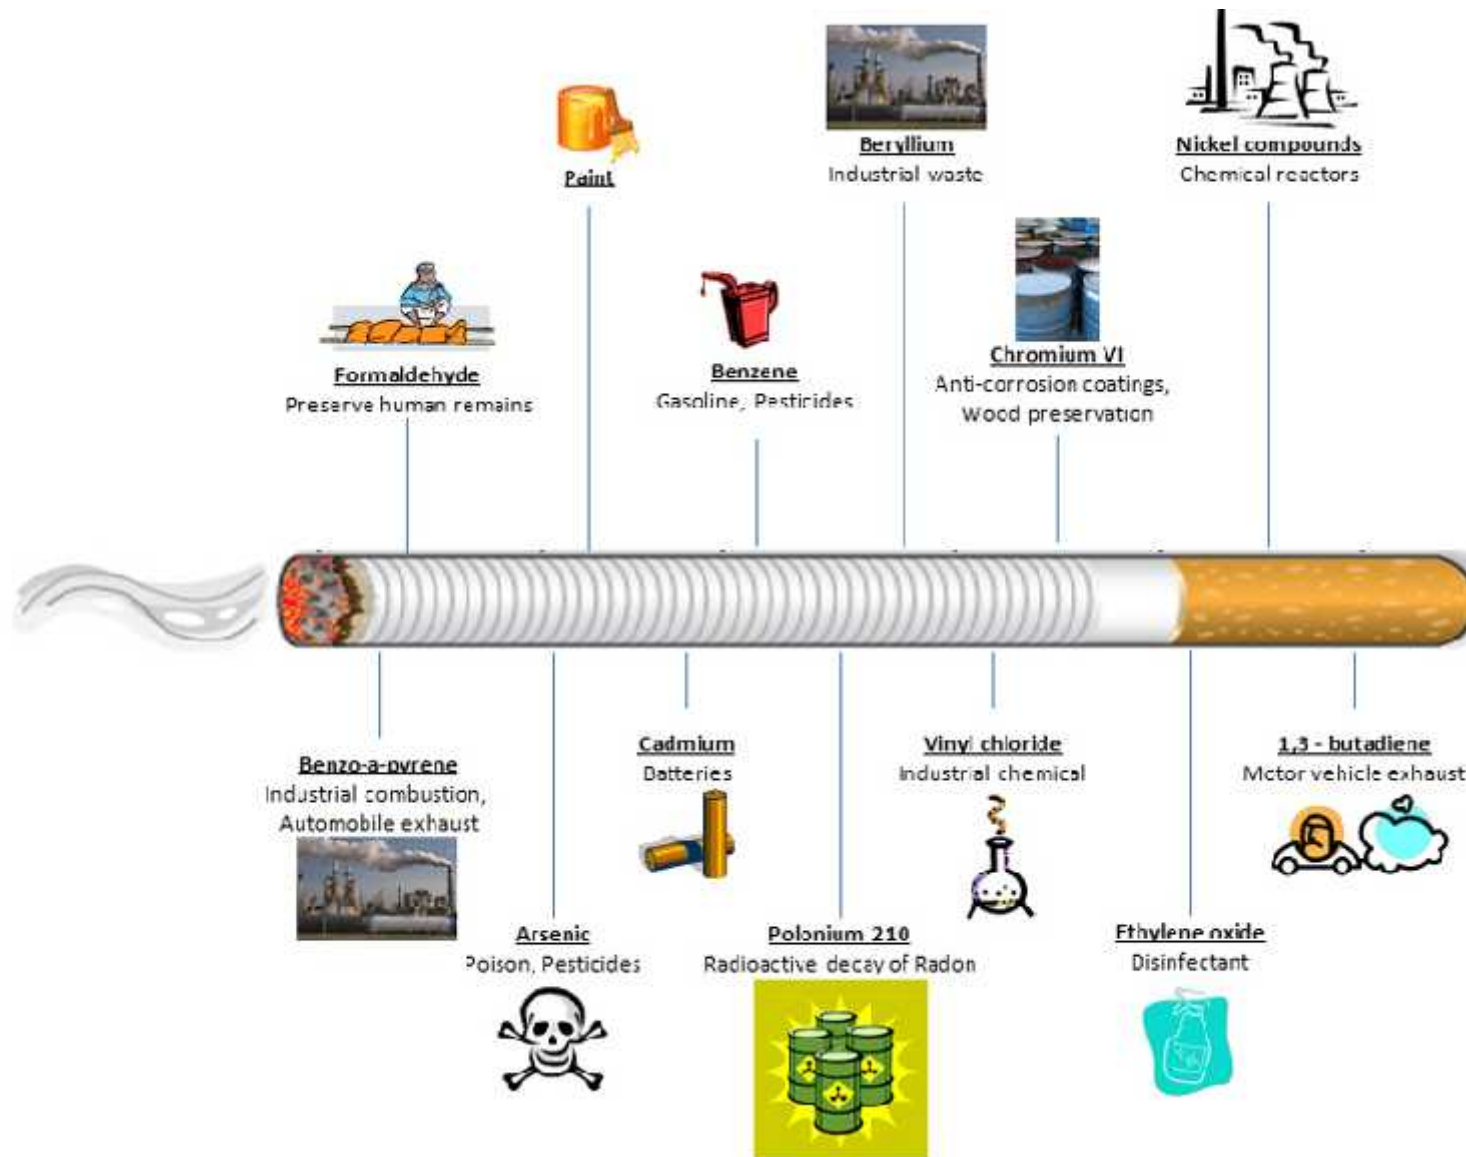 Beryllium
Industrial waste
Nickel compounds
Chemical reactors
Paint
Formaldehyde
Preserve human remains
Benzene
Gasoline, Pesticides
Chromium VI
Anti-corrosion coatings,
Wood preservation
Benzo-a-pyrene
Industrial combustion,
Automobile exhaust
Cadmium
Batteries
Vinyl chloride
Industrial chemical
1,3 - butadiene
Motor vehicle exhaust
Arsenic
Poison, Pesticides
Polonium 210
Radioactive decay of Radon
Ethylene oxide
Disinfectant